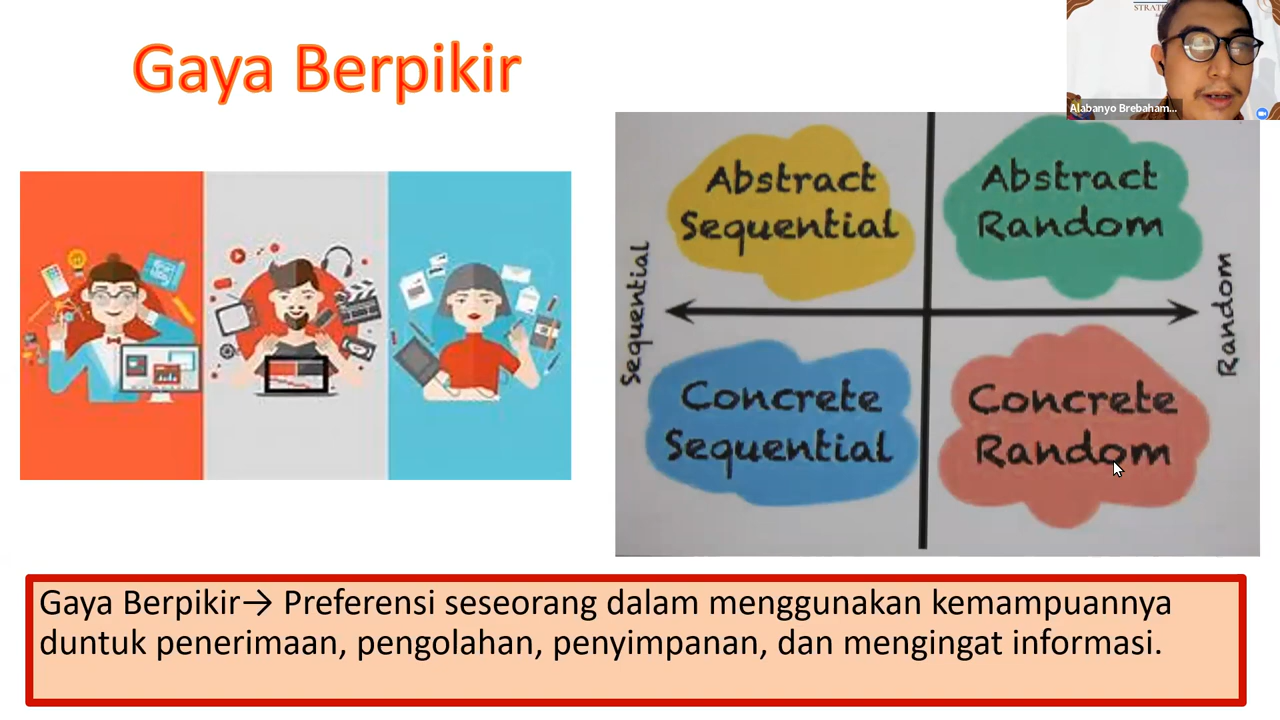 Gaya Berpikir
STRATE
Alabanyo Brebaham...
Abstract
Sequential
Abstract
Random
Sequential
Random
Concrete
Sequential
Concrete
Random
Gaya Berpikir→ Preferensi seseorang dalam menggunakan kemampuannya
duntuk penerimaan, pengolahan, penyimpanan, dan mengingat informasi.